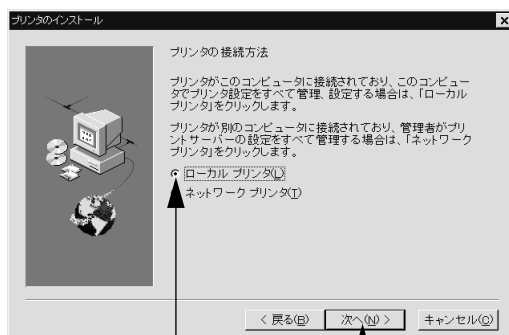 プリンタのインストール
プリンタの接続方法
プリンタがこのコンピュータに接続されており、このコンピュー
タでプリンタ設定をすべて管理、設定する場合は、「ローカル
プリンタ」をクリックします。
プリンタが別のコンピュータに接続されており、管理者がプリ
ントサーバーの設定をすべて管理する場合は、「ネットワーク
プリンタ」をクリックします。
ローカル プリンタ(L)
ネットワーク プリンタ(T)
< 戻る(B)
次へ(N) >
キャンセル(C)